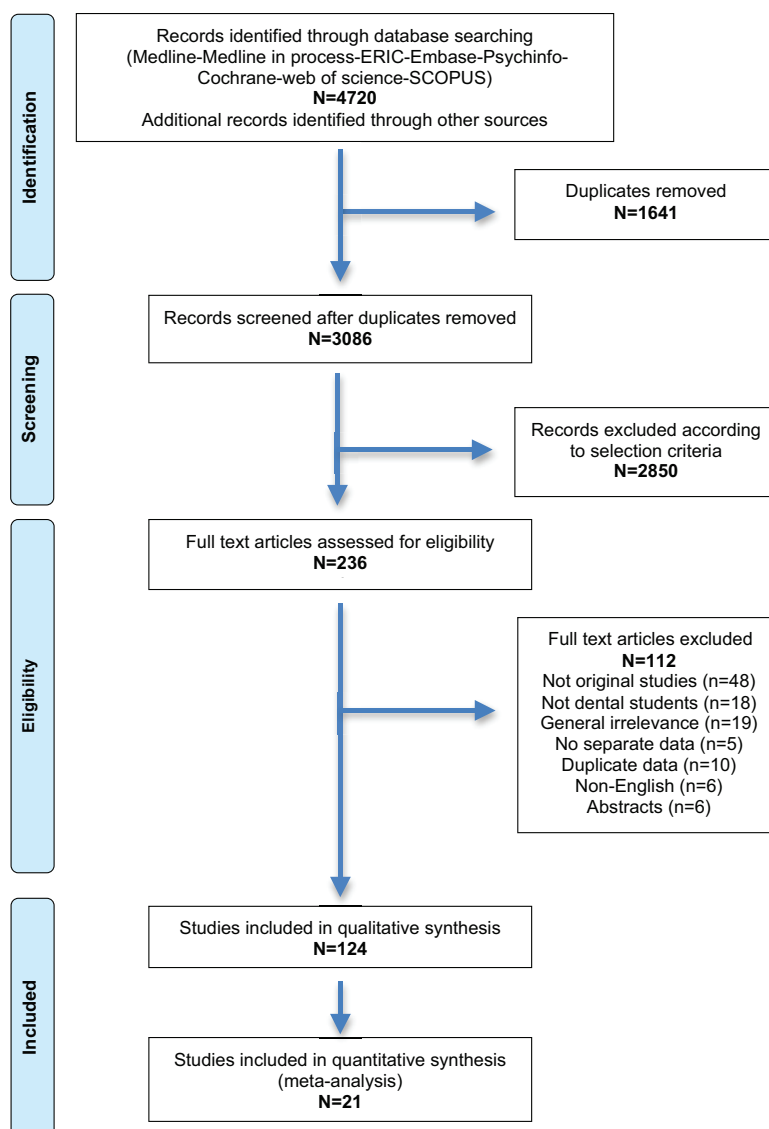 Identification
Records identified through database searching
(Medline-Medline in process-ERIC-Embase-Psychinfo-
Cochrane-web of science-SCOPUS)
N=4720
Additional records identified through other sources
Duplicates removed
N=1641
Screening
Records screened after duplicates removed
N=3086
Records excluded according
to selection criteria
N=2850
Eligibility
Full text articles assessed for eligibility
N=236
Full text articles excluded
N=112
Not original studies (n=48)
Not dental students (n=18)
General irrelevance (n=19)
No separate data (n=5)
Duplicate data (n=10)
Non-English (n=6)
Abstracts (n=6)
Included
Studies included in qualitative synthesis
N=124
Studies included in quantitative synthesis
(meta-analysis)
N=21